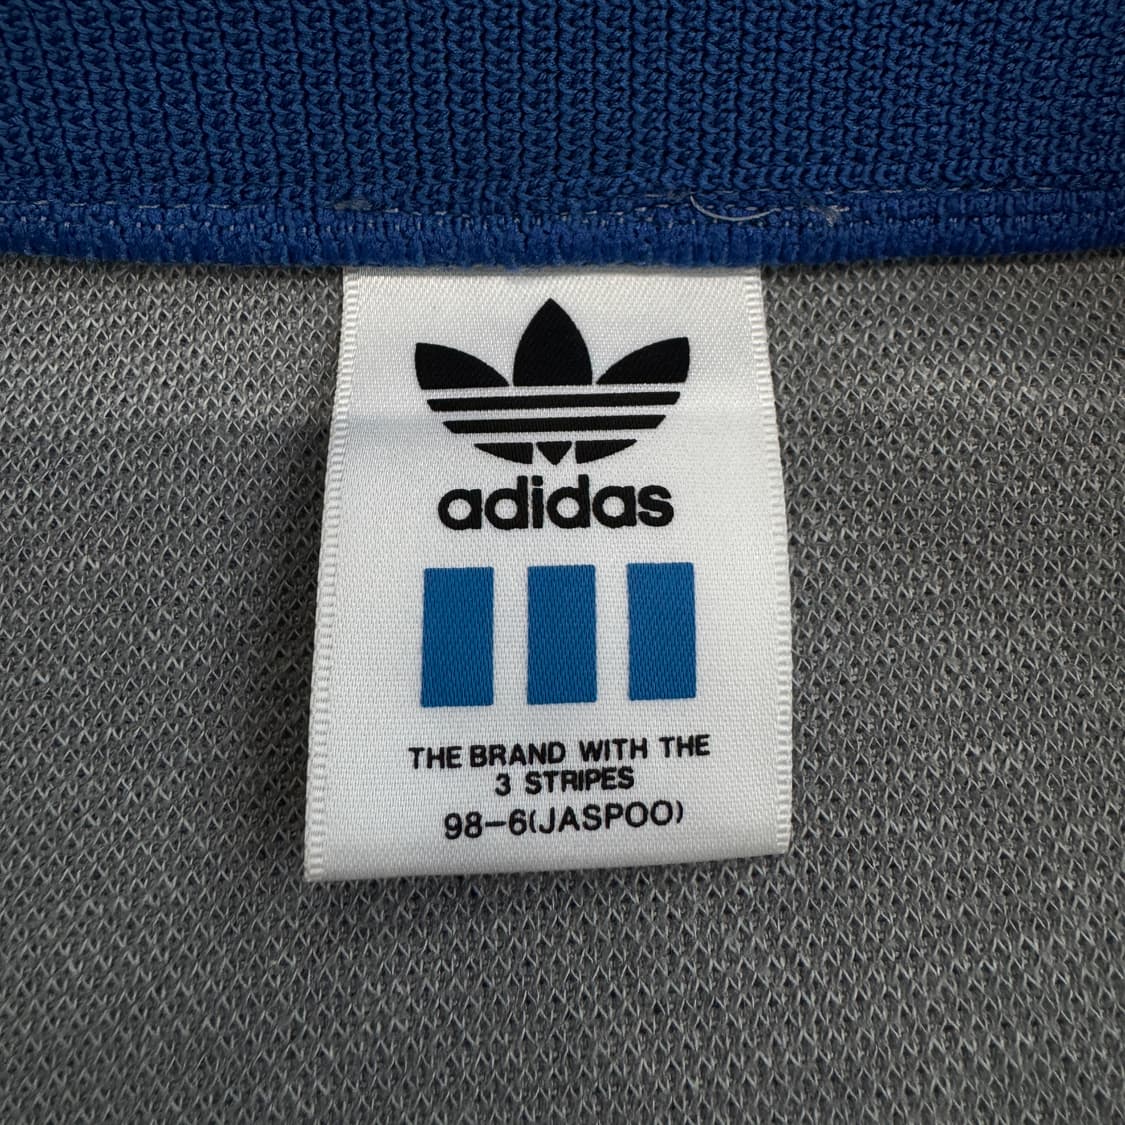 adidas
THE BRAND WITH THE
3 STRIPES
98-6(JASPOO)